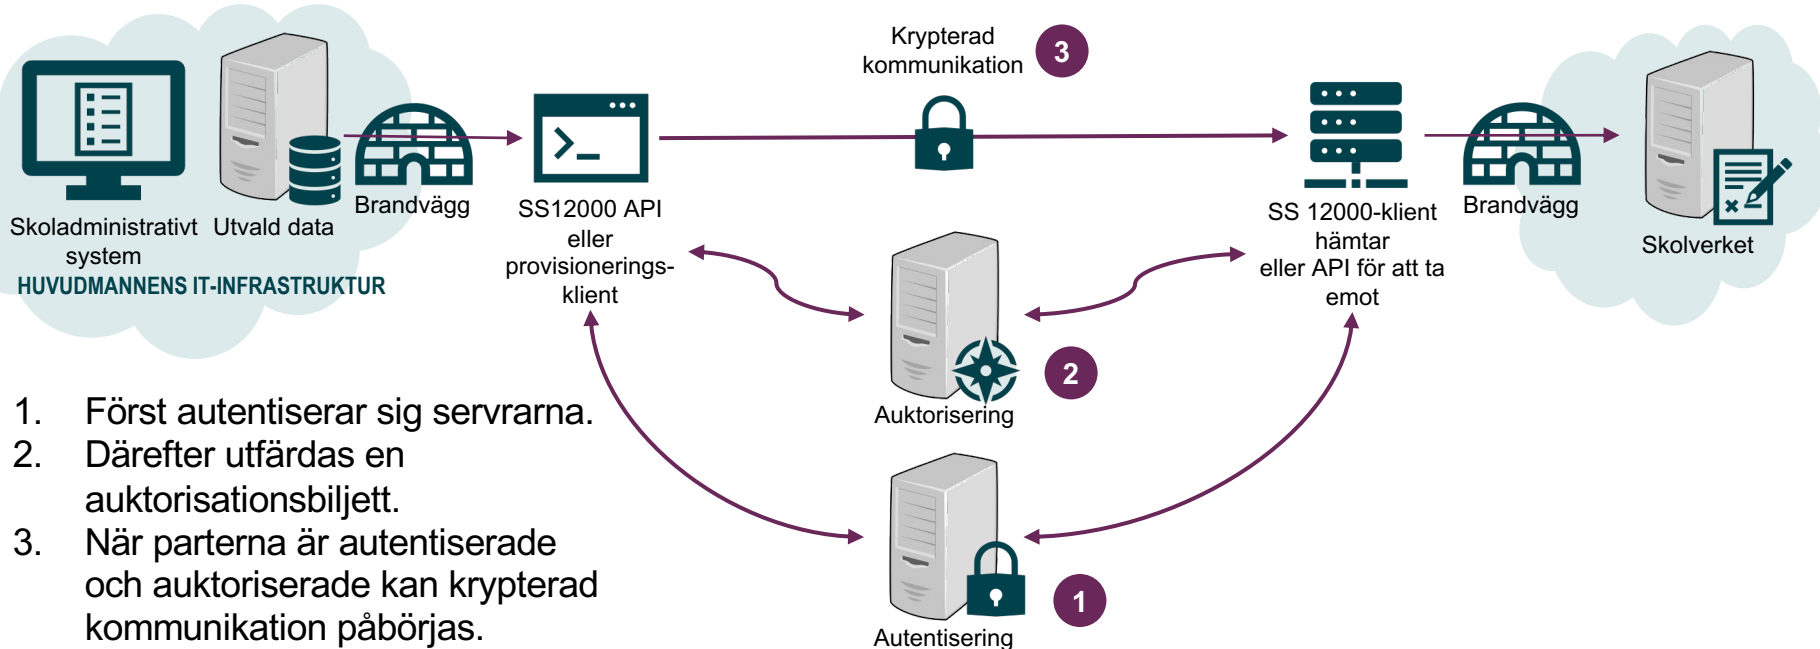 Krypterad
kommunikation
3
Skoladministrativt
system
Utvald data
HUVUDMANNENS IT-INFRASTRUKTUR
Brandvägg
SS12000 API
eller
provisionerings-
klient
SS 12000-klient
hämtar
eller API för att ta
emot
Brandvägg
Skolverket
2
Auktorisering
1
Autentisering
1. Först autentiserar sig servrarna.
2. Därefter utfärdas en
auktorisationsbiljett.
3. När parterna är autentiserade
och auktoriserade kan krypterad
kommunikation påbörjas.